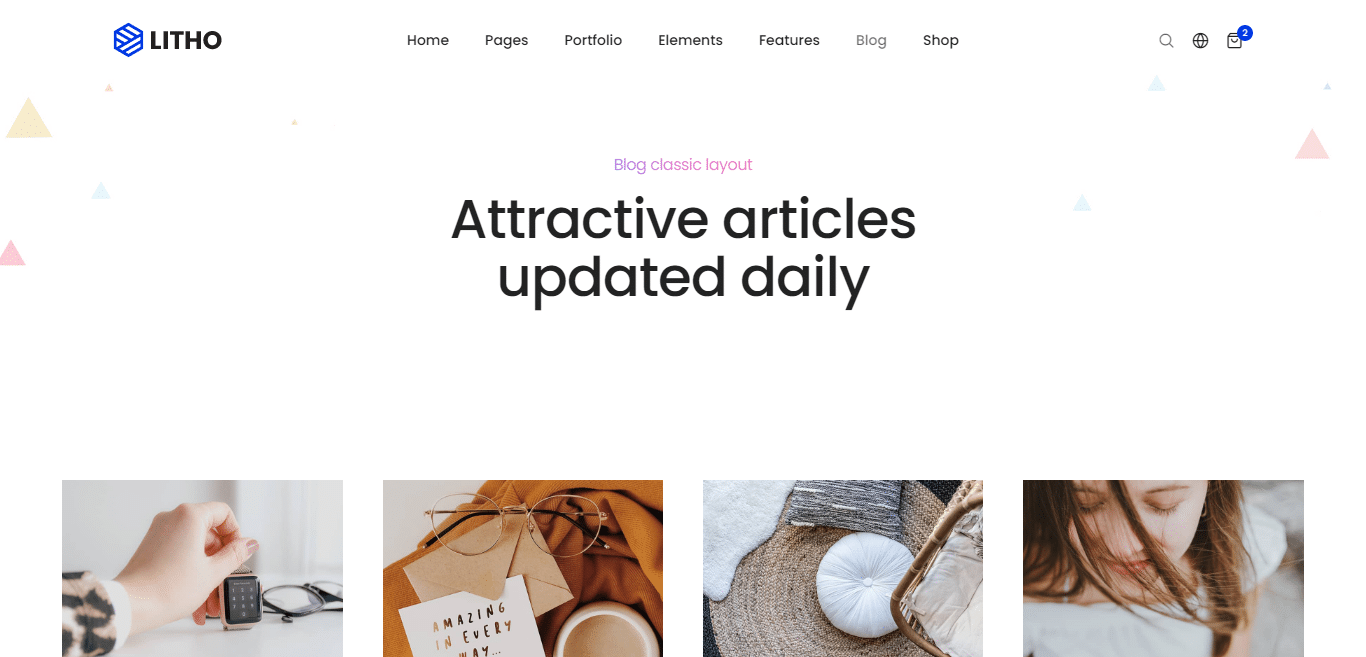 LITHO
Home Pages Portfolio Elements Features Blog Shop
2
Blog classic layout
Attractive articles
updated daily
AMAZING
IN EVERY
WAY...